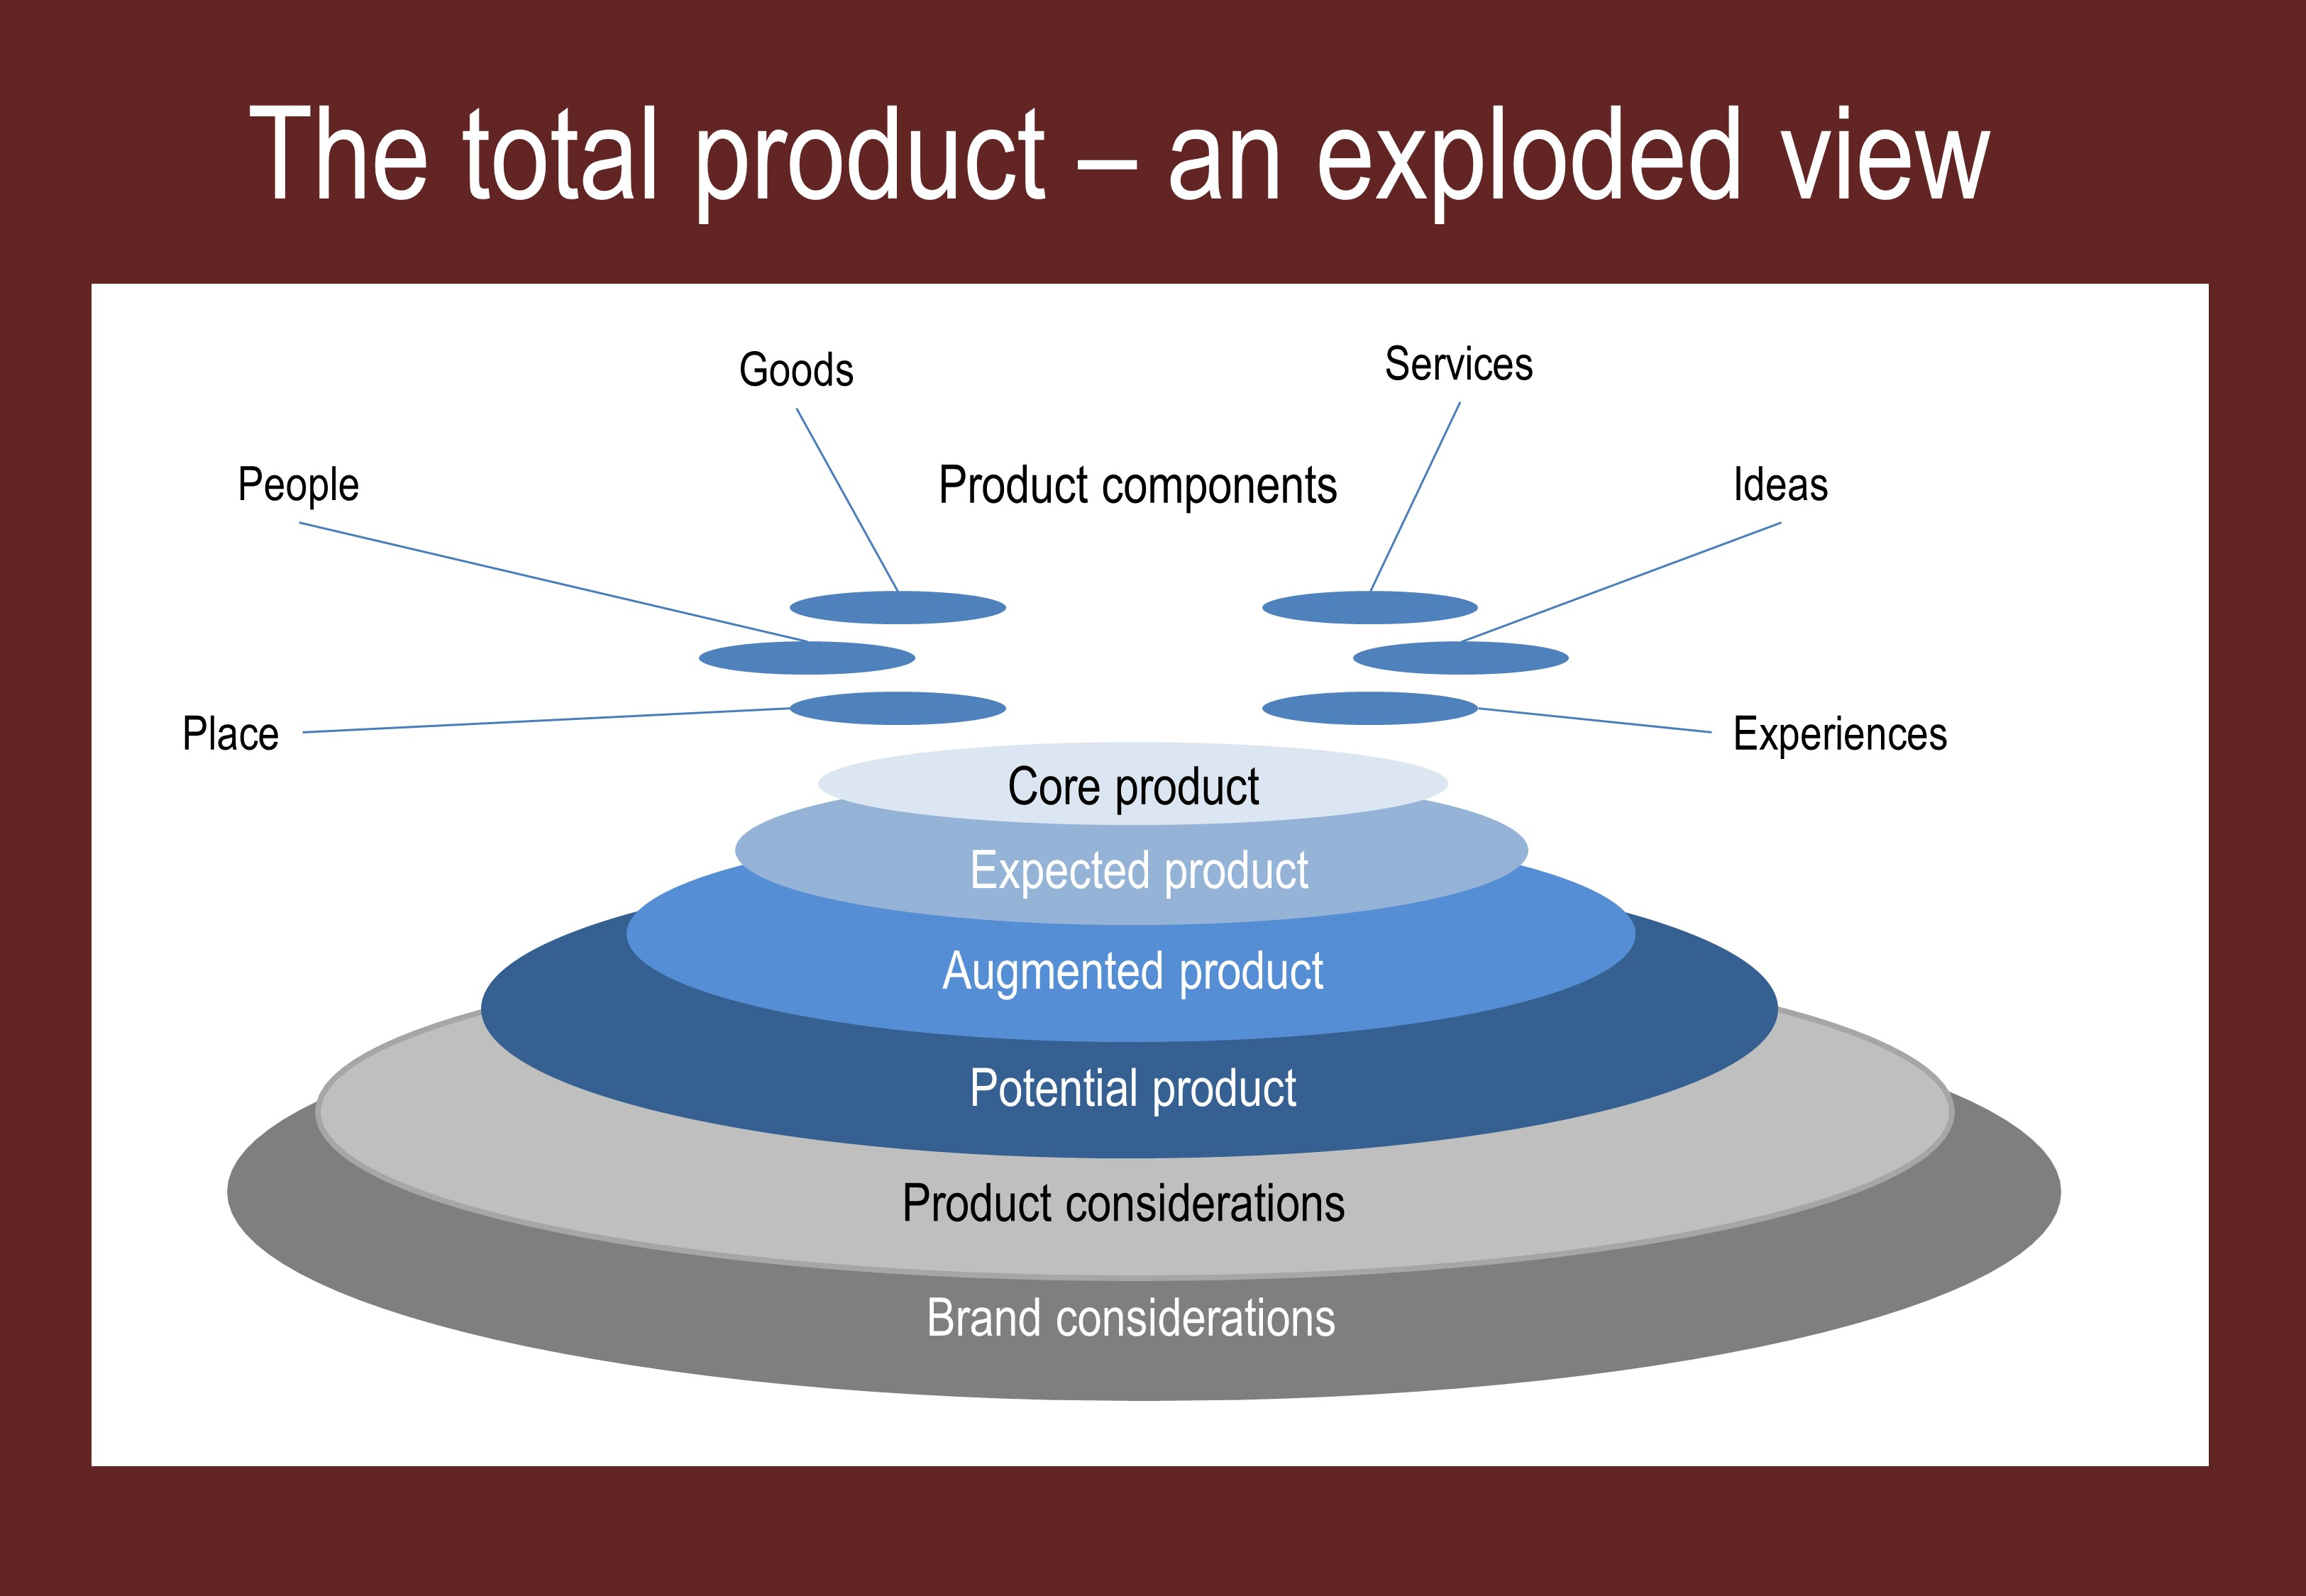 The total product – an exploded view
Goods
Services
People
Product components
Ideas
Place
Experiences
Core product
Expected product
Augmented product
Potential product
Product considerations
Brand considerations